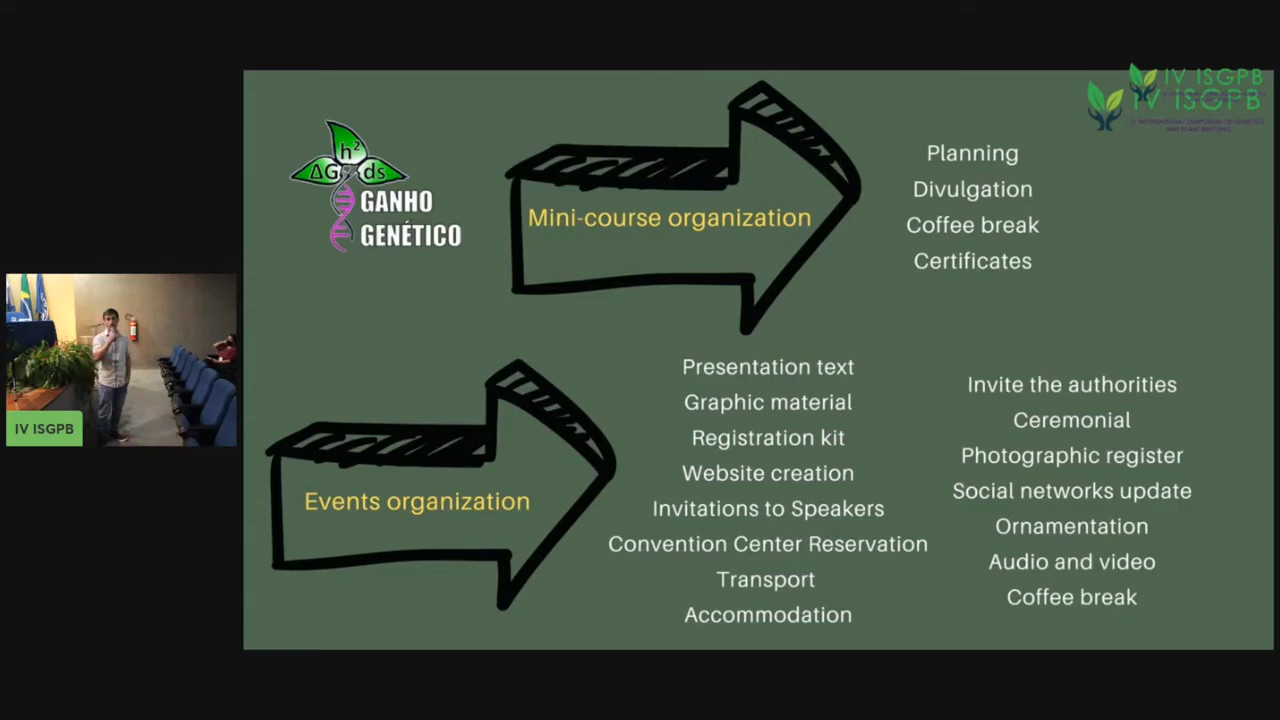 IV ISGPB
IV ISGPB
h²
ΔG
ds
GANHO
GENÉTICO
Mini-course organization
Planning
Divulgation
Coffee break
Certificates
IV ISGPB
Events organization
Presentation text
Graphic material
Registration kit
Website creation
Invitations to Speakers
Convention Center Reservation
Transport
Accommodation
Invite the authorities
Ceremonial
Photographic register
Social networks update
Ornamentation
Audio and video
Coffee break